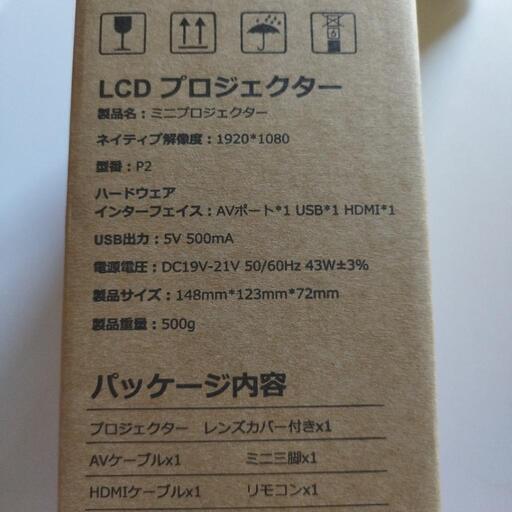 LCD プロジェクター
製品名：ミニプロジェクター
ネイティブ解像度：1920*1080
型番：P2
ハードウェア
インターフェイス：AVポート*1 USB*1 HDMI*1
USB出力：5V 500mA
電源電圧：DC19V-21V 50/60Hz 43W±3%
製品サイズ：148mm*123mm*72mm
製品重量：500g
パッケージ内容
プロジェクター レンズカバー付きx1
AVケーブルx1 ミニ三脚x1
HDMIケーブルx1 リモコンx1